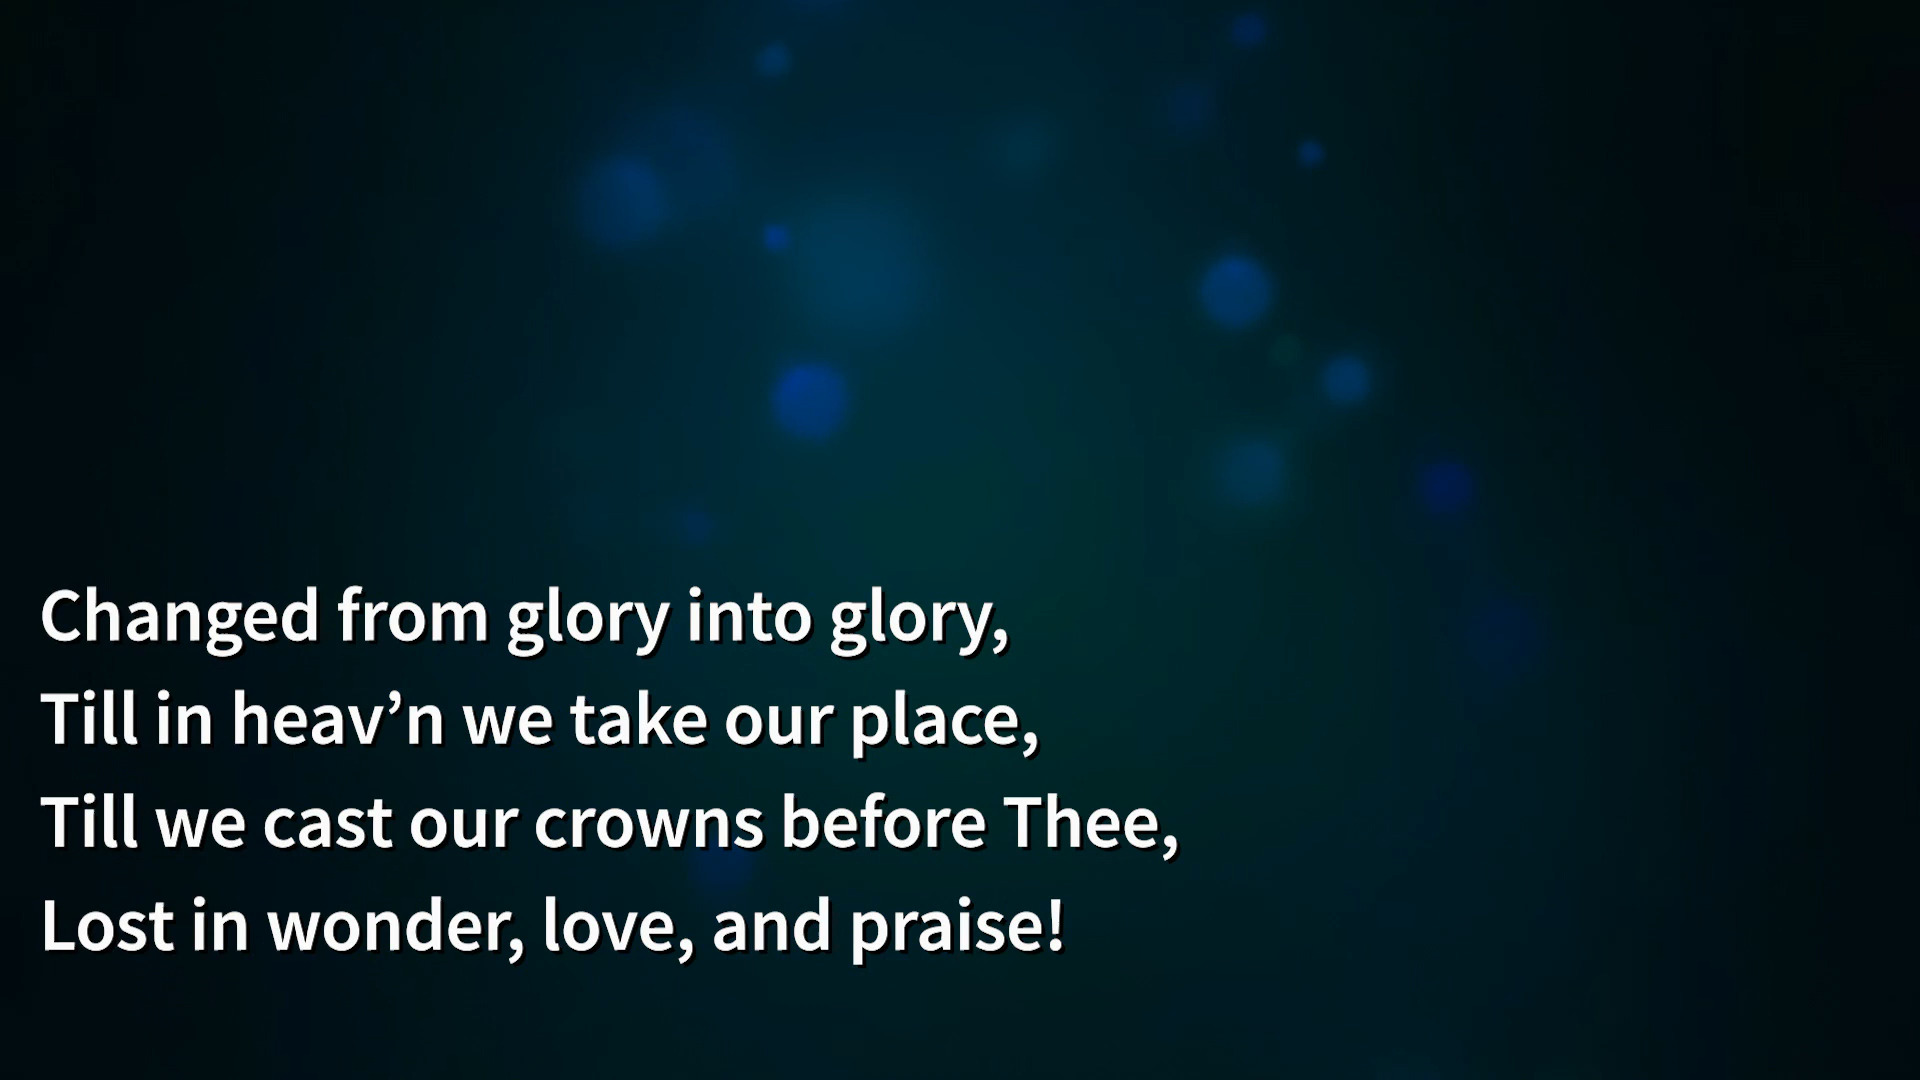 Changed from glory into glory,
Till in heav’n we take our place,
Till we cast our crowns before Thee,
Lost in wonder, love, and praise!